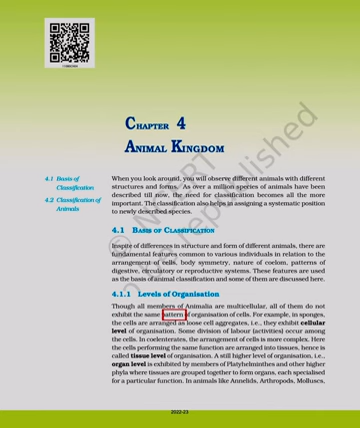 CHAPTER 4
ANIMAL KINGDOM
4.1 Basis of
Classification
4.2 Classification of
Animals
When you look around, you will observe different animals with different
structures and forms. As over a million species of animals have been
described till now, the need for classification becomes all the more
important. The classification also helps in assigning a systematic position
to newly described species.
4.1 BASIS OF CLASSIFICATION
Inspite of differences in structure and form of different animals, there are
fundamental features common to various individuals in relation to the
arrangement of cells, body symmetry, nature of coelom, patterns of
digestive, circulatory or reproductive systems. These features are used
as the basis of animal classification and some of them are discussed here.
4.1.1 Levels of Organisation
Though all members of Animalia are multicellular, all of them do not
exhibit the same pattern of organisation of cells. For example, in sponges,
the cells are arranged as loose cell aggregates, i.e., they exhibit cellular
level of organisation. Some division of labour (activities) occur among
the cells. In coelenterates, the arrangement of cells is more complex. Here
the cells performing the same function are arranged into tissues, hence is
called tissue level of organisation. A still higher level of organisation, i.e.,
organ level is exhibited by members of Platyhelminthes and other higher
phyla where tissues are grouped together to form organs, each specialised
for a particular function. In animals like Annelids, Arthropods, Molluscs,
2022-23
© NCERT
not to be republished